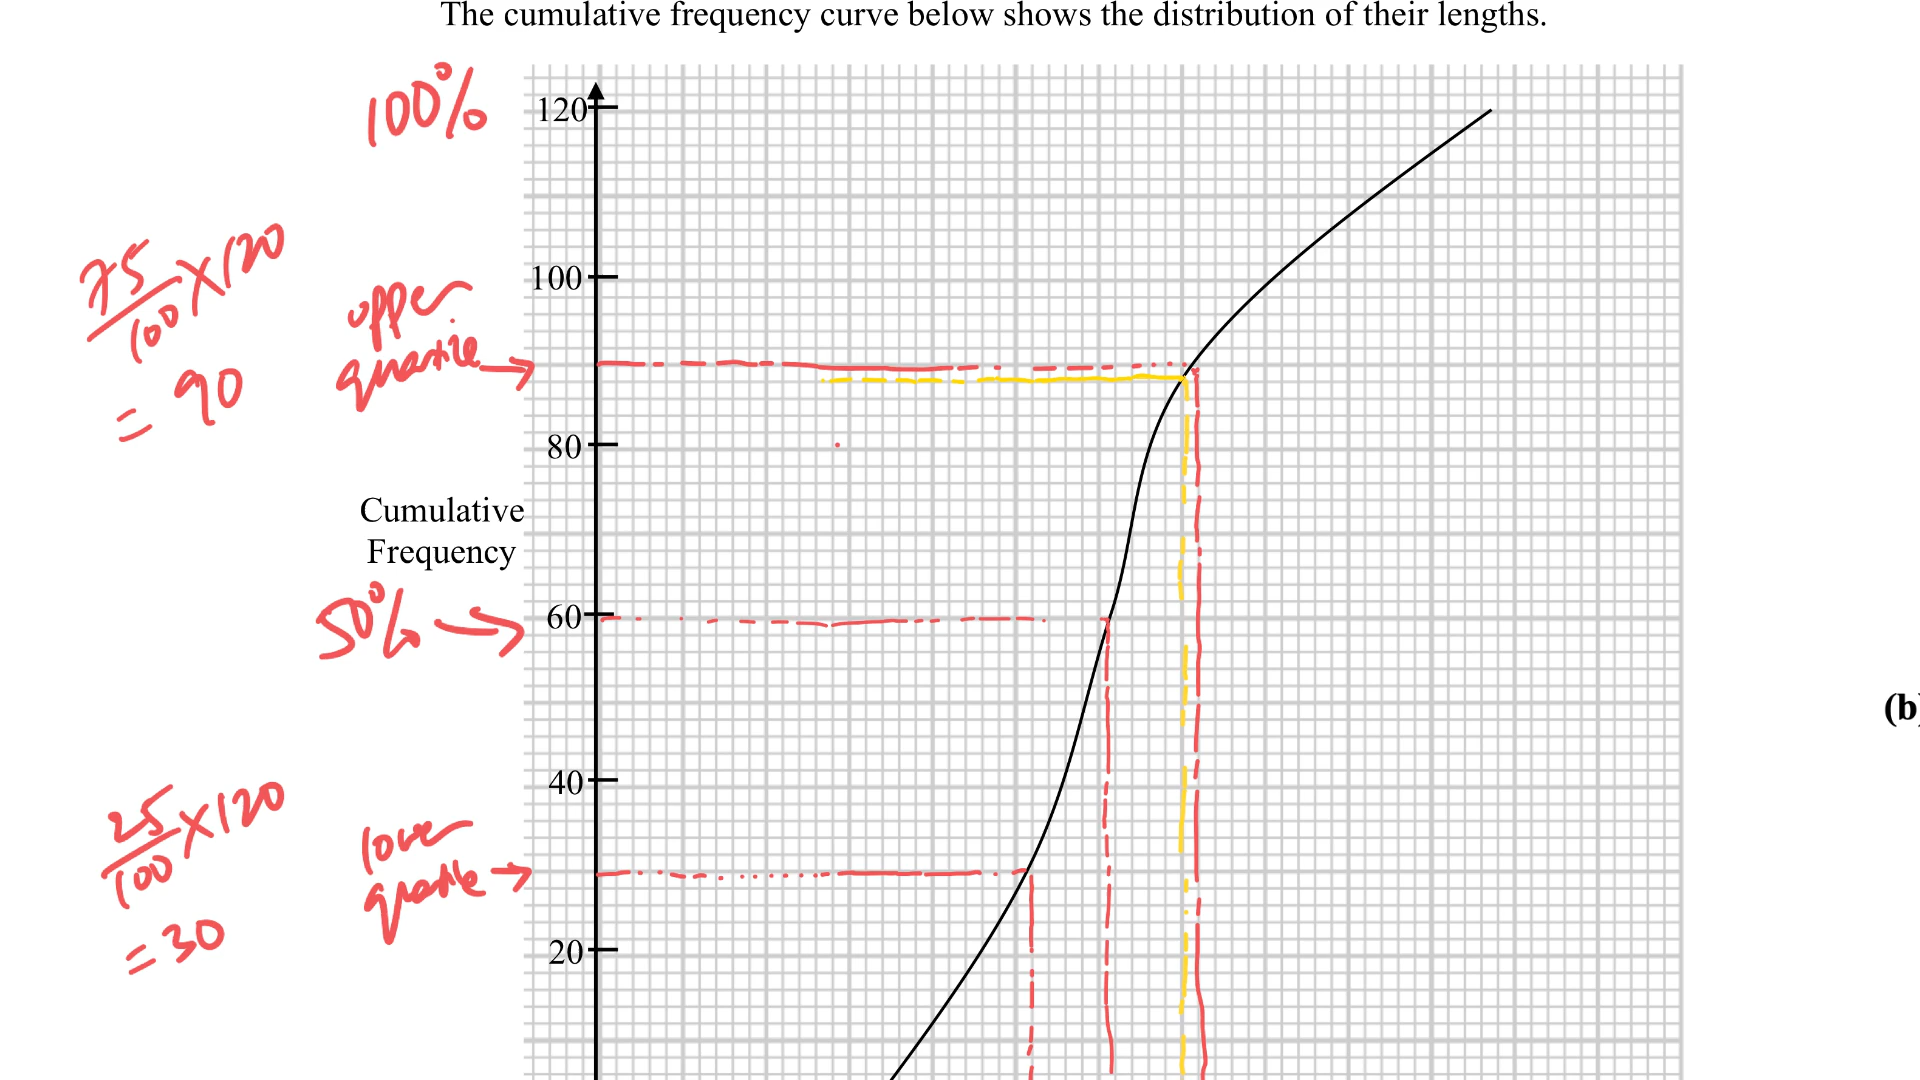 The cumulative frequency curve below shows the distribution of their lengths.
100%
120
75/100 × 120
= 90
100
upper
quartile
80
Cumulative
Frequency
50%
60
(b)
40
25/100 × 120
= 30
lower
quartile
20